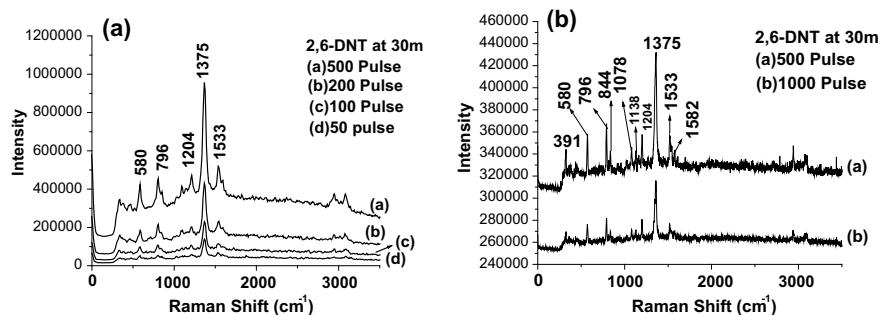 (a)
2,6-DNT at 30m
(a)500 Pulse
(b)200 Pulse
(c)100 Pulse
(d)50 pulse
1375
580
796
1204
1533
(a)
(b)
(c)
(d)
Intensity
1200000
1000000
800000
600000
400000
200000
0
0 1000 2000 3000
Raman Shift (cm-1)
(b)
2,6-DNT at 30m
(a)500 Pulse
(b)1000 Pulse
1375
391
580
796
844
1078
1138
1204
1533
1582
(a)
(b)
Intensity
460000
440000
420000
400000
380000
360000
340000
320000
300000
280000
260000
240000
0 1000 2000 3000
Raman Shift (cm-1)